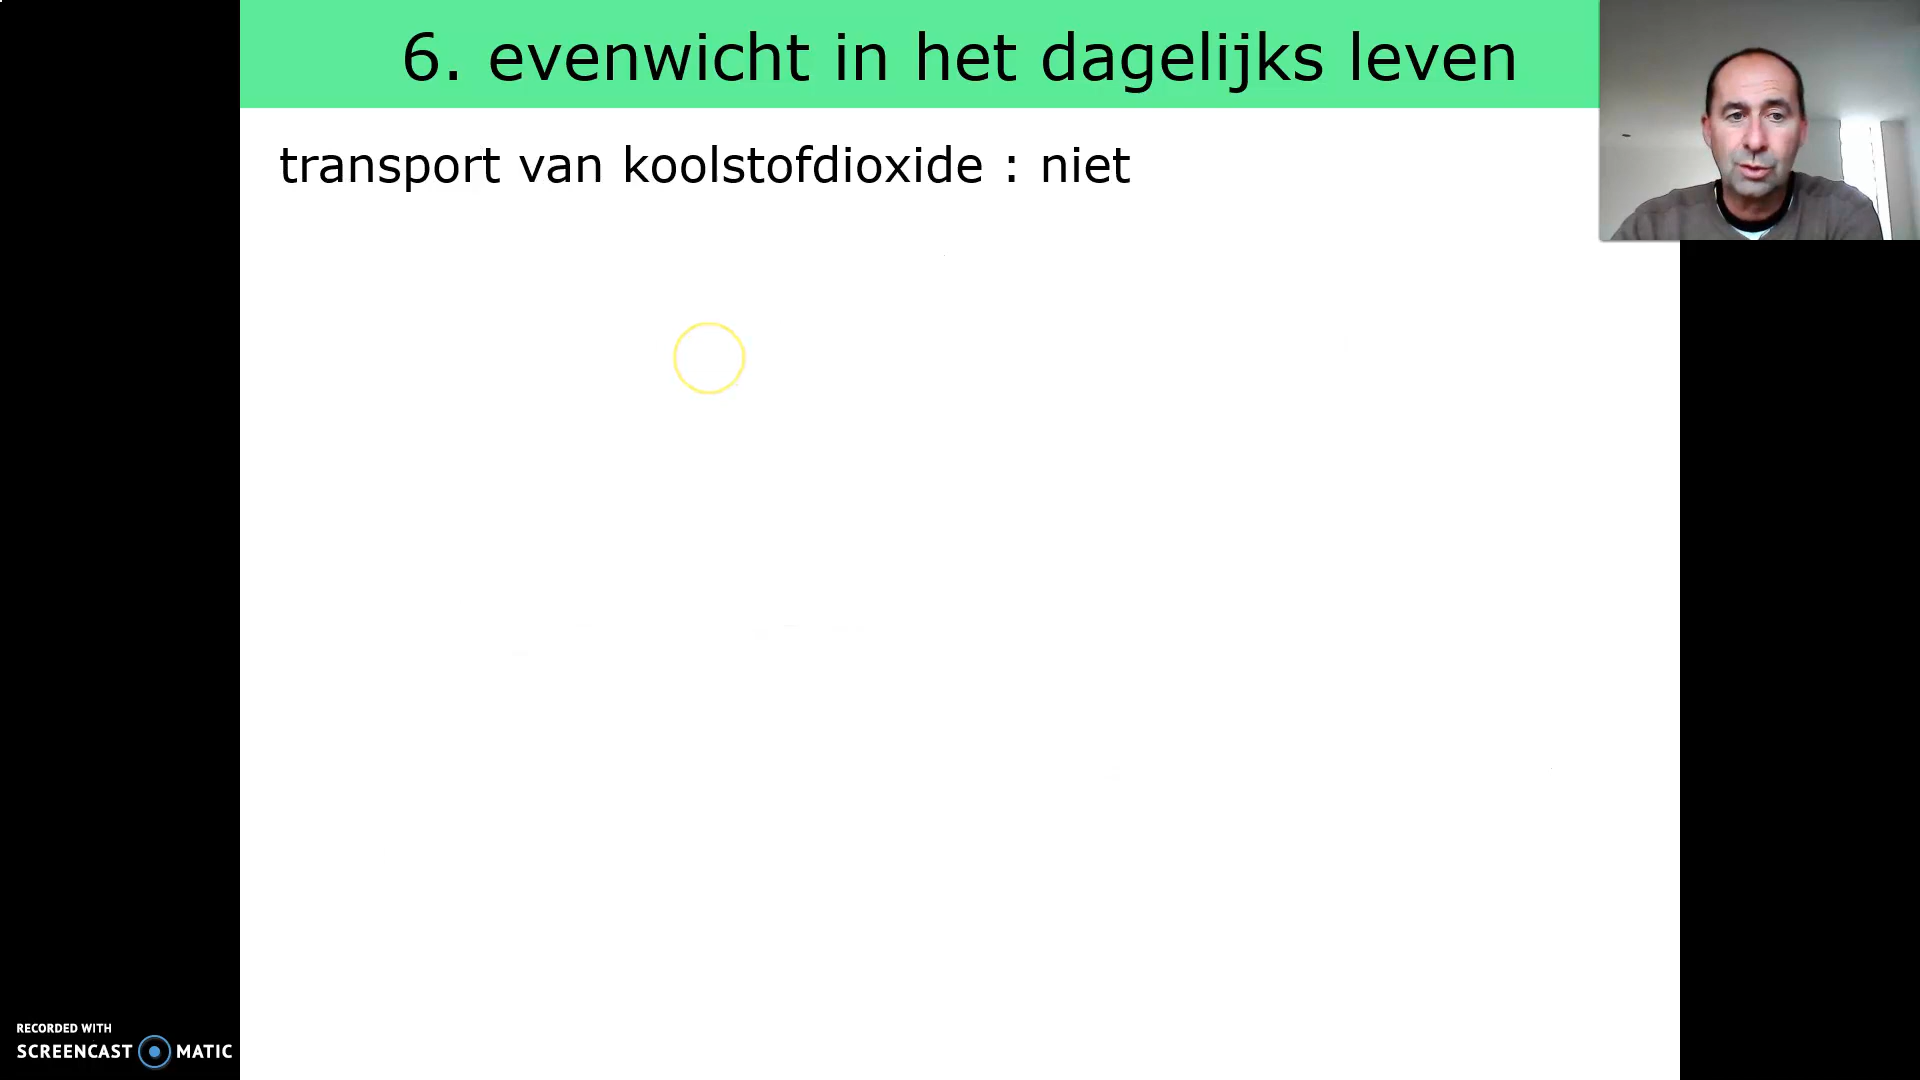 6. evenwicht in het dagelijks leven
transport van koolstofdioxide : niet
RECORDED WITH
SCREENCAST MATIC